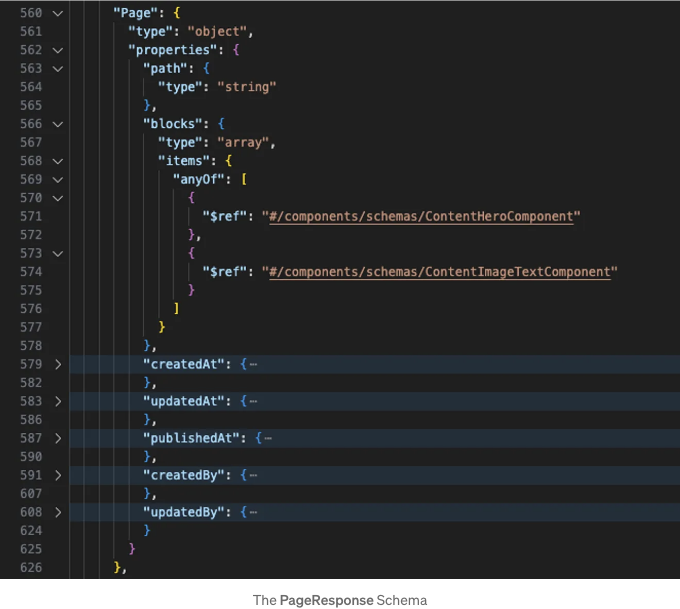 560 "Page": {
561 "type": "object",
562 "properties": {
563 "path": {
564 "type": "string"
565 },
566 "blocks": {
567 "type": "array",
568 "items": {
569 "anyOf": [
570 {
571 "$ref": "#/components/schemas/ContentHeroComponent"
572 },
573 {
574 "$ref": "#/components/schemas/ContentImageTextComponent"
575 }
576 ]
577 }
578 },
579 "createdAt": {⋯
582 },
583 "updatedAt": {⋯
586 },
587 "publishedAt": {⋯
590 },
591 "createdBy": {⋯
607 },
608 "updatedBy": {⋯
624 }
625 }
626 },
The PageResponse Schema